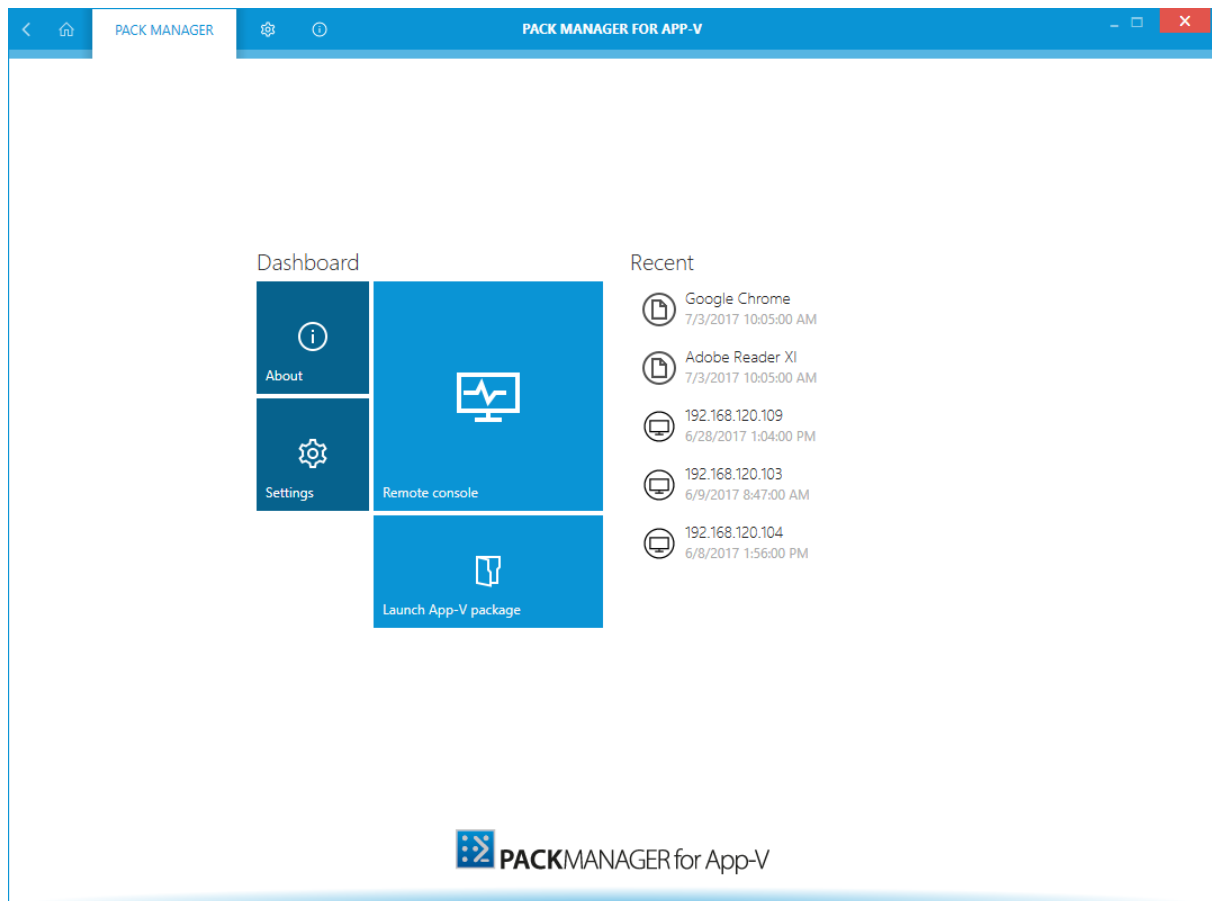 PACK MANAGER
PACK MANAGER FOR APP-V
Dashboard
About
Settings
Remote console
Launch App-V package
Recent
Google Chrome
7/3/2017 10:05:00 AM
Adobe Reader XI
7/3/2017 10:05:00 AM
192.168.120.109
6/28/2017 1:04:00 PM
192.168.120.103
6/9/2017 8:47:00 AM
192.168.120.104
6/8/2017 1:56:00 PM
PACKMANAGER for App-V